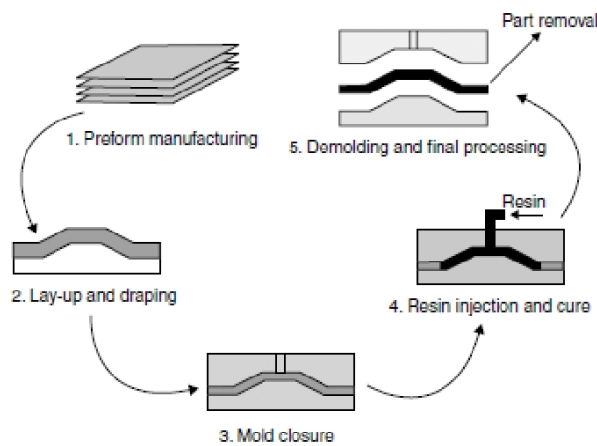 Part removal
1. Preform manufacturing
5. Demolding and final processing
Resin
2. Lay-up and draping
4. Resin injection and cure
3. Mold closure